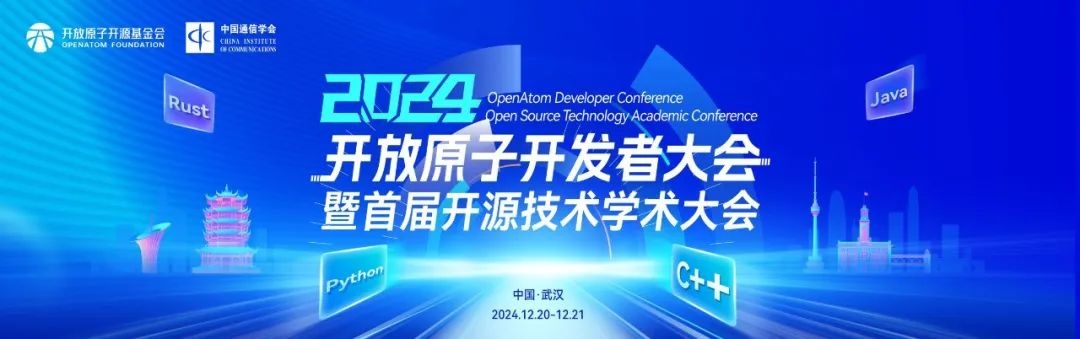 开放原子开源基金会
OPENATOM FOUNDATION
中国通信学会
CHINA INSTITUTE
OF COMMUNICATIONS
Rust
Java
2024
OpenAtom Developer Conference
Open Source Technology Academic Conference
开放原子开发者大会
暨首届开源技术学术大会
Python
C++
中国·武汉
2024.12.20-12.21